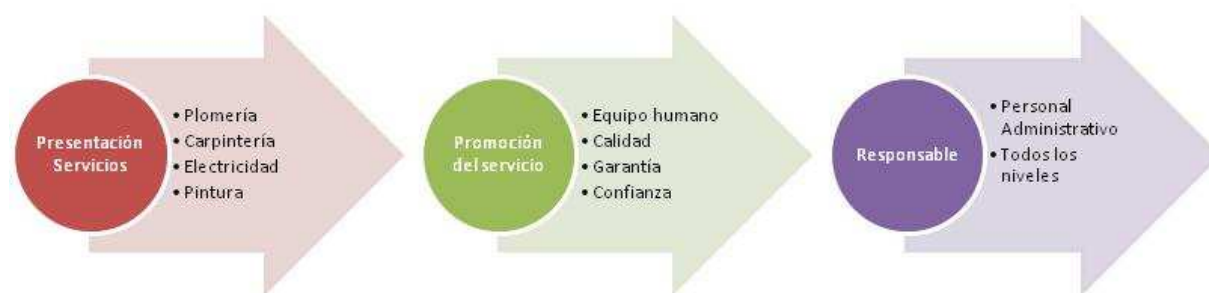 Presentación
Servicios
• Plomería
• Carpintería
• Electricidad
• Pintura
Promoción
del servicio
• Equipo humano
• Calidad
• Garantía
• Confianza
Responsable
• Personal
Administrativo
• Todos los
niveles